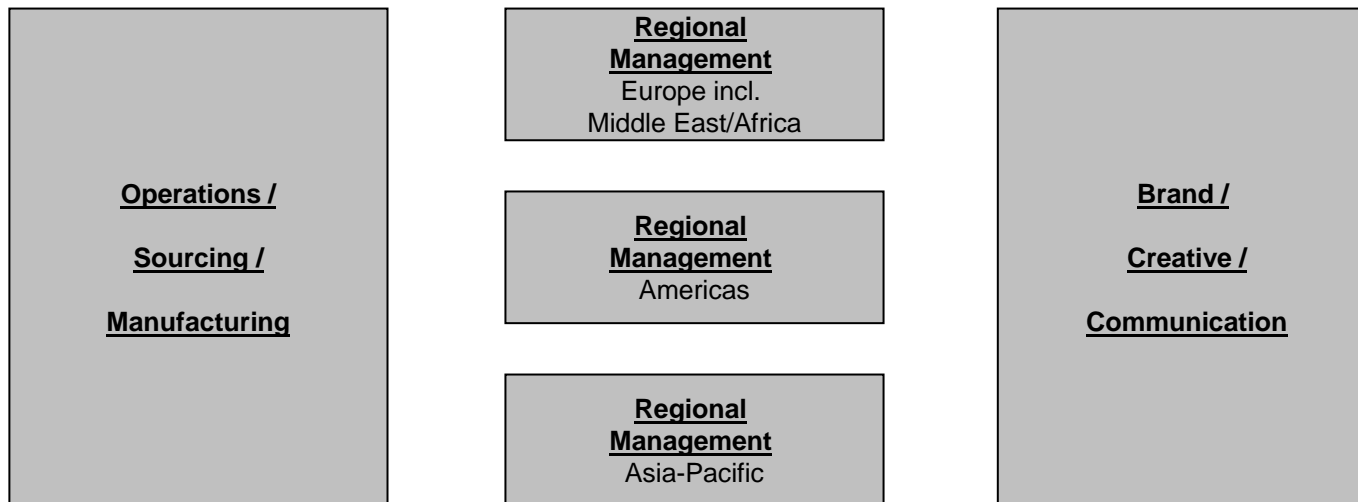 Operations /
Sourcing /
Manufacturing
Regional
Management
Europe incl.
Middle East/Africa
Regional
Management
Americas
Regional
Management
Asia-Pacific
Brand /
Creative /
Communication